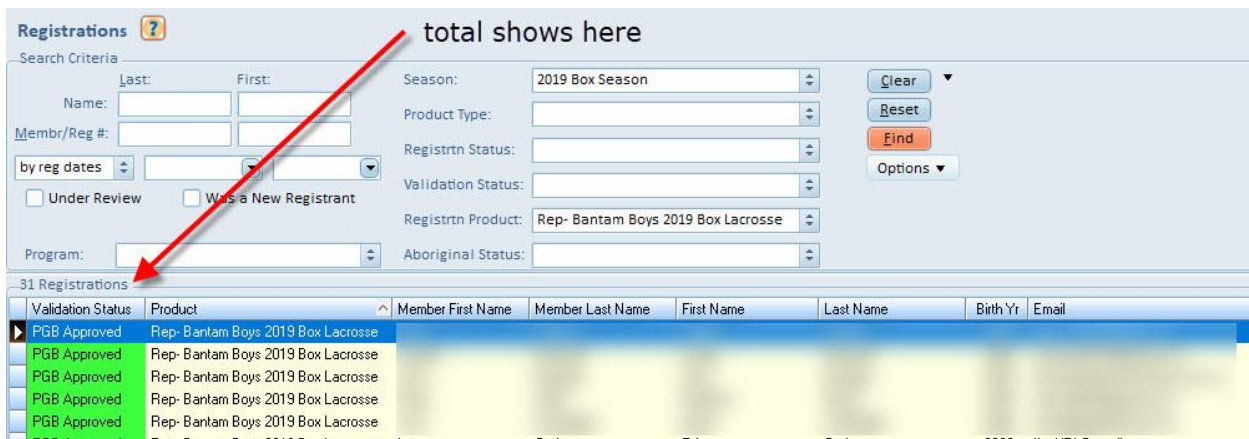 Registrations ?
total shows here
Search Criteria
Last: First:
Name:
Membr/Reg #:
by reg dates
Under Review Was a New Registrant
Program:
Season: 2019 Box Season
Product Type:
Registrtn Status:
Validation Status:
Registrtn Product: Rep- Bantam Boys 2019 Box Lacrosse
Aboriginal Status:
Clear
Reset
Find
Options
31 Registrations
Validation Status Product Member First Name Member Last Name First Name Last Name Birth Yr Email
PGB Approved Rep- Bantam Boys 2019 Box Lacrosse
PGB Approved Rep- Bantam Boys 2019 Box Lacrosse
PGB Approved Rep- Bantam Boys 2019 Box Lacrosse
PGB Approved Rep- Bantam Boys 2019 Box Lacrosse
PGB Approved Rep- Bantam Boys 2019 Box Lacrosse